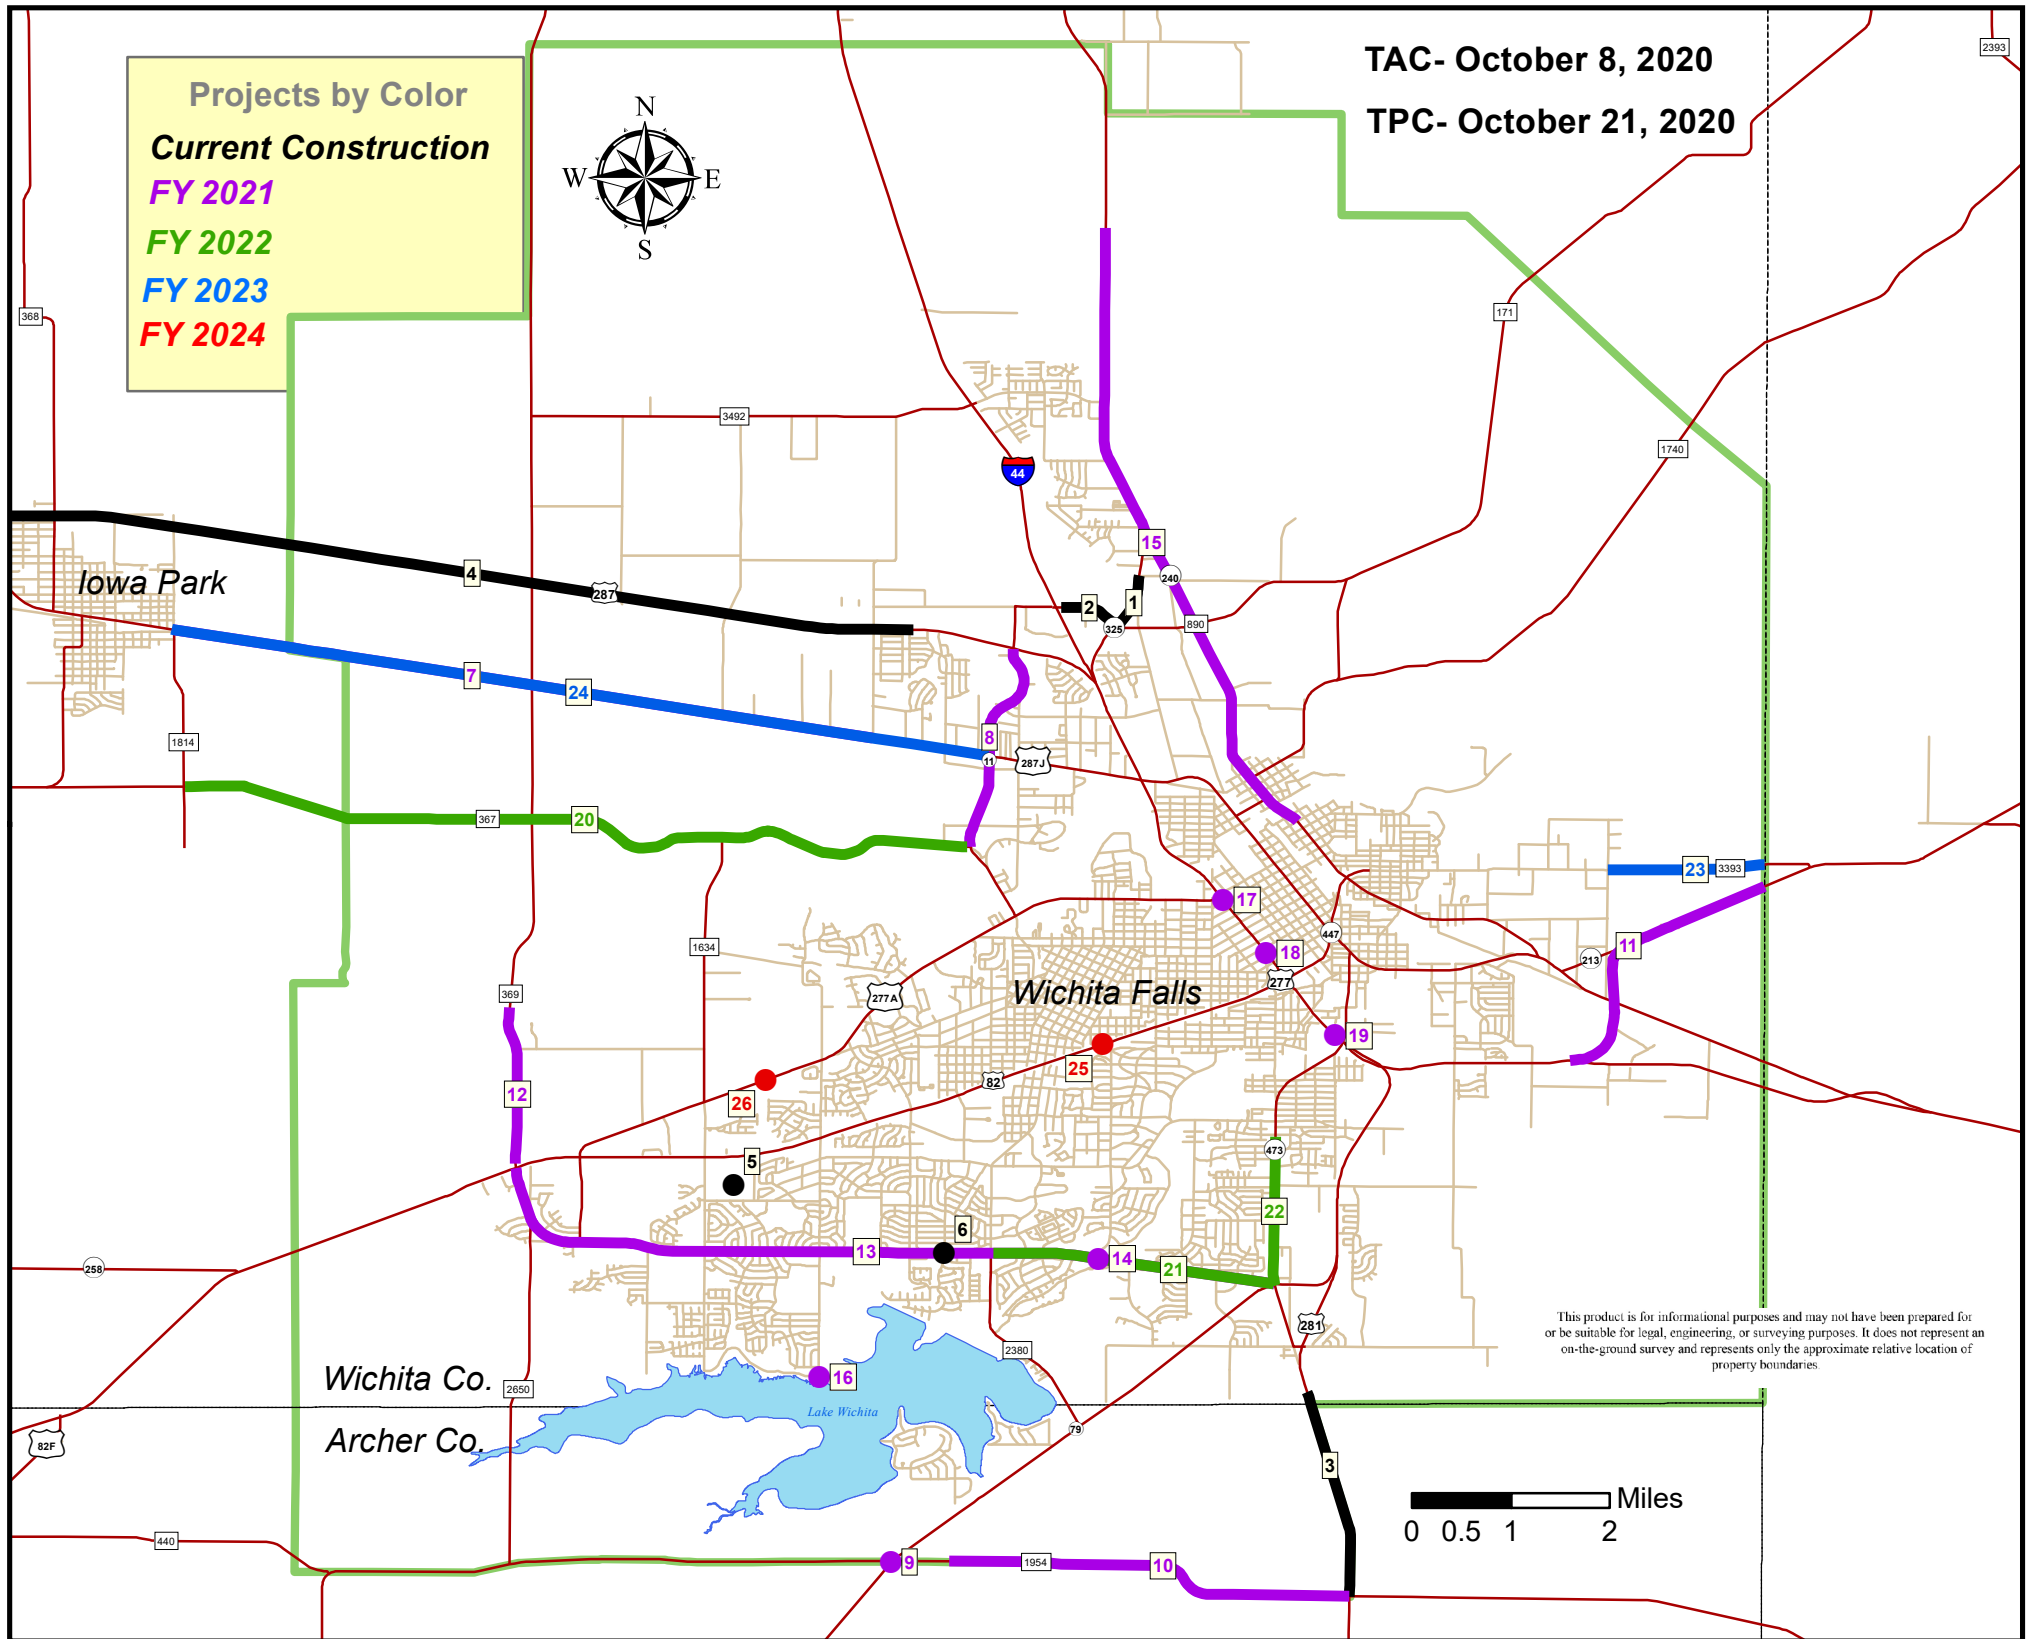 TAC- October 8, 2020
TPC- October 21, 2020
2393
Projects by Color
Current Construction
FY 2021
FY 2022
FY 2023
FY 2024
N
W
E
S
368
171
3492
1740
44
15
240
4
287
Iowa Park
2
1
325
890
7
24
8
11
287J
1814
367
20
23
3393
17
447
11
213
18
1634
277
277A
Wichita Falls
369
19
82
25
12
26
473
5
22
6
13
14
21
258
281
This product is for informational purposes and may not have been prepared for
or be suitable for legal, engineering, or surveying purposes. It does not represent an
on-the-ground survey and represents only the approximate relative location of
property boundaries.
2380
16
Wichita Co.
2650
Lake Wichita
79
Archer Co.
82F
3
Miles
0 0.5 1 2
440
9
1954
10